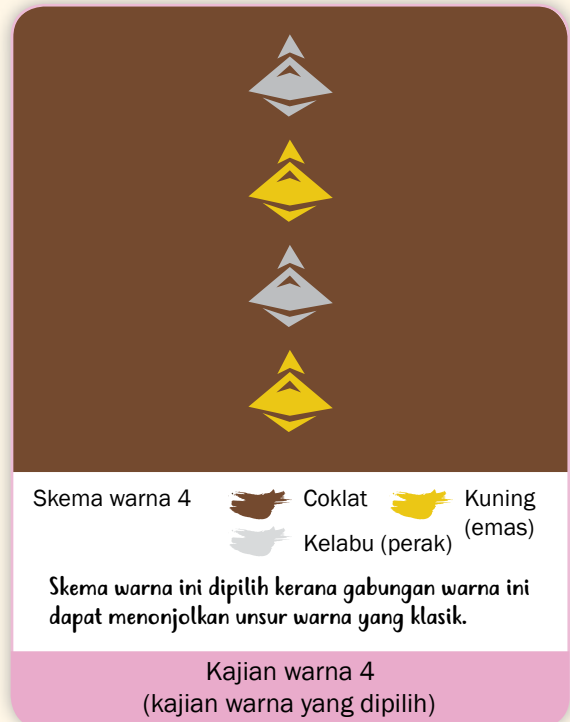 Skema warna 4
Coklat
Kuning
(emas)
Kelabu (perak)
Skema warna ini dipilih kerana gabungan warna ini
dapat menonjolkan unsur warna yang klasik.
Kajian warna 4
(kajian warna yang dipilih)